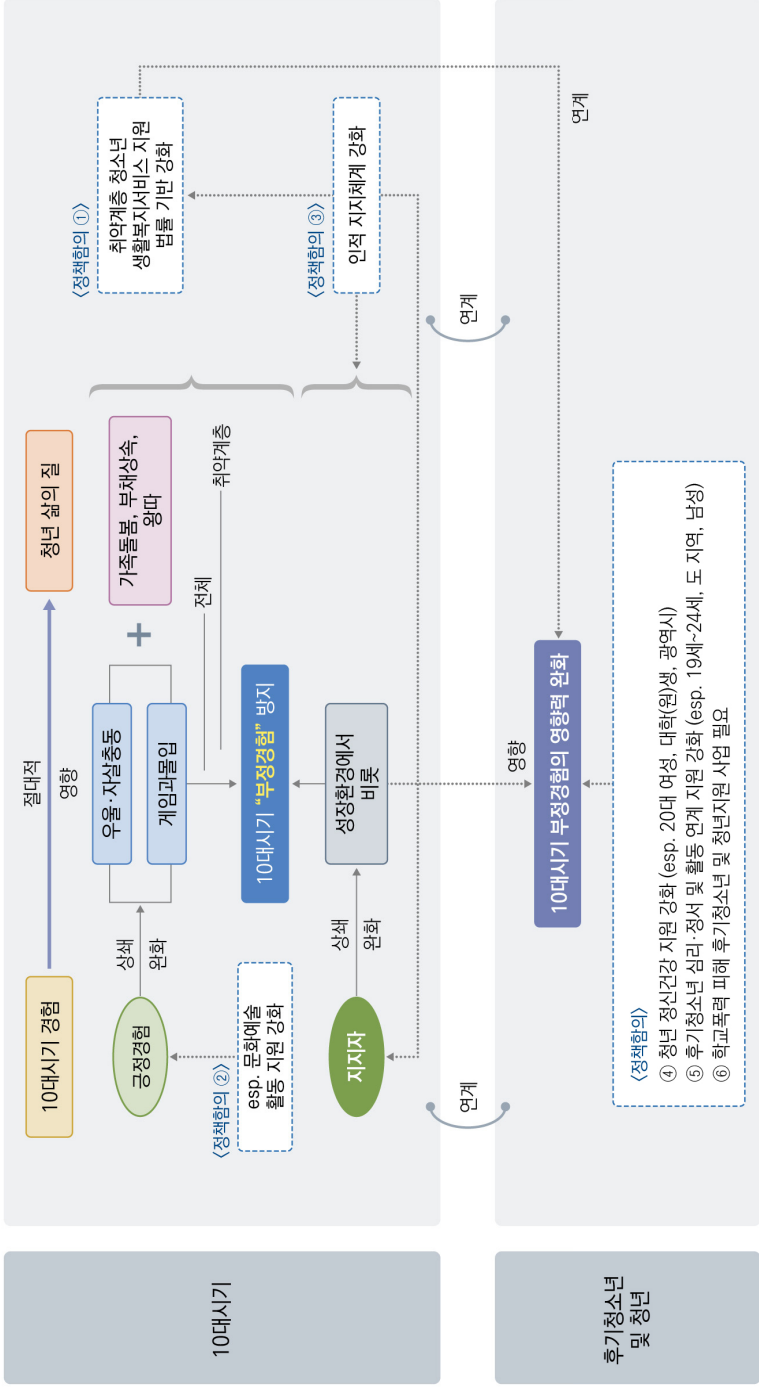 10대시기
10대시기 경험
절대적
영향
청년 삶의 질
긍정경험
상쇄
완화
우울·자살충동
게임과몰입
+
가족돌봄, 부채상속,
왕따
전체
취약계층
〈정책함의 ①〉
취약계층 청소년
생활복지서비스 지원
법률 기반 강화
〈정책함의 ②〉
esp. 문화예술
활동 지원 강화
10대시기 “부정경험” 방지
지지자
상쇄
완화
성장환경에서
비롯
〈정책함의 ③〉
인적 지지체계 강화
연계
연계
영향
연계
후기청소년
및 청년
10대시기 부정경험의 영향력 완화
〈정책함의〉
④ 청년 정신건강 지원 강화 (esp. 20대 여성, 대학(원)생, 광역시)
⑤ 후기청소년 심리·정서 및 활동 연계 지원 강화 (esp. 19세~24세, 도 지역, 남성)
⑥ 학교폭력 피해 후기청소년 및 청년지원 사업 필요